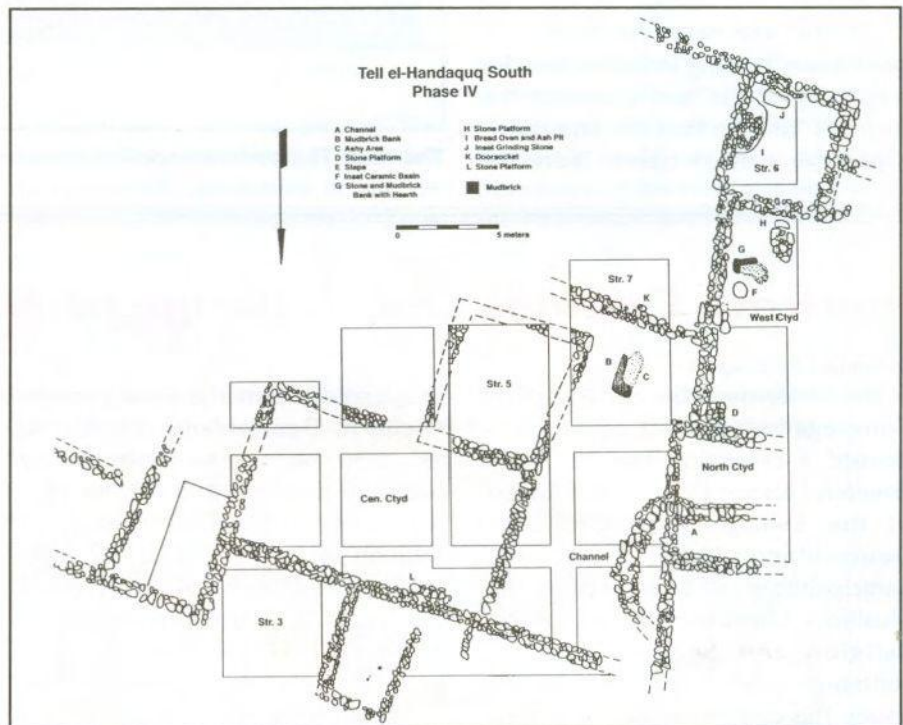 Tell el-Handaquq South
Phase IV
A Channel
B Mudbrick Bank
C Ashy Area
D Stone Platform
E Steps
F Inset Ceramic Basin
G Stone and Mudbrick
Bank with Hearth
H Stone Platform
I Bread Oven and Ash Pit
J Inset Grinding Stone
K Doorsocket
L Stone Platform
Mudbrick
0 5 meters
J
I
Str. 6
H
G
F
West Ctyd
Str. 7
K
B
C
Str. 5
D
North Ctyd
Cen. Ctyd
A
Channel
L
Str. 3